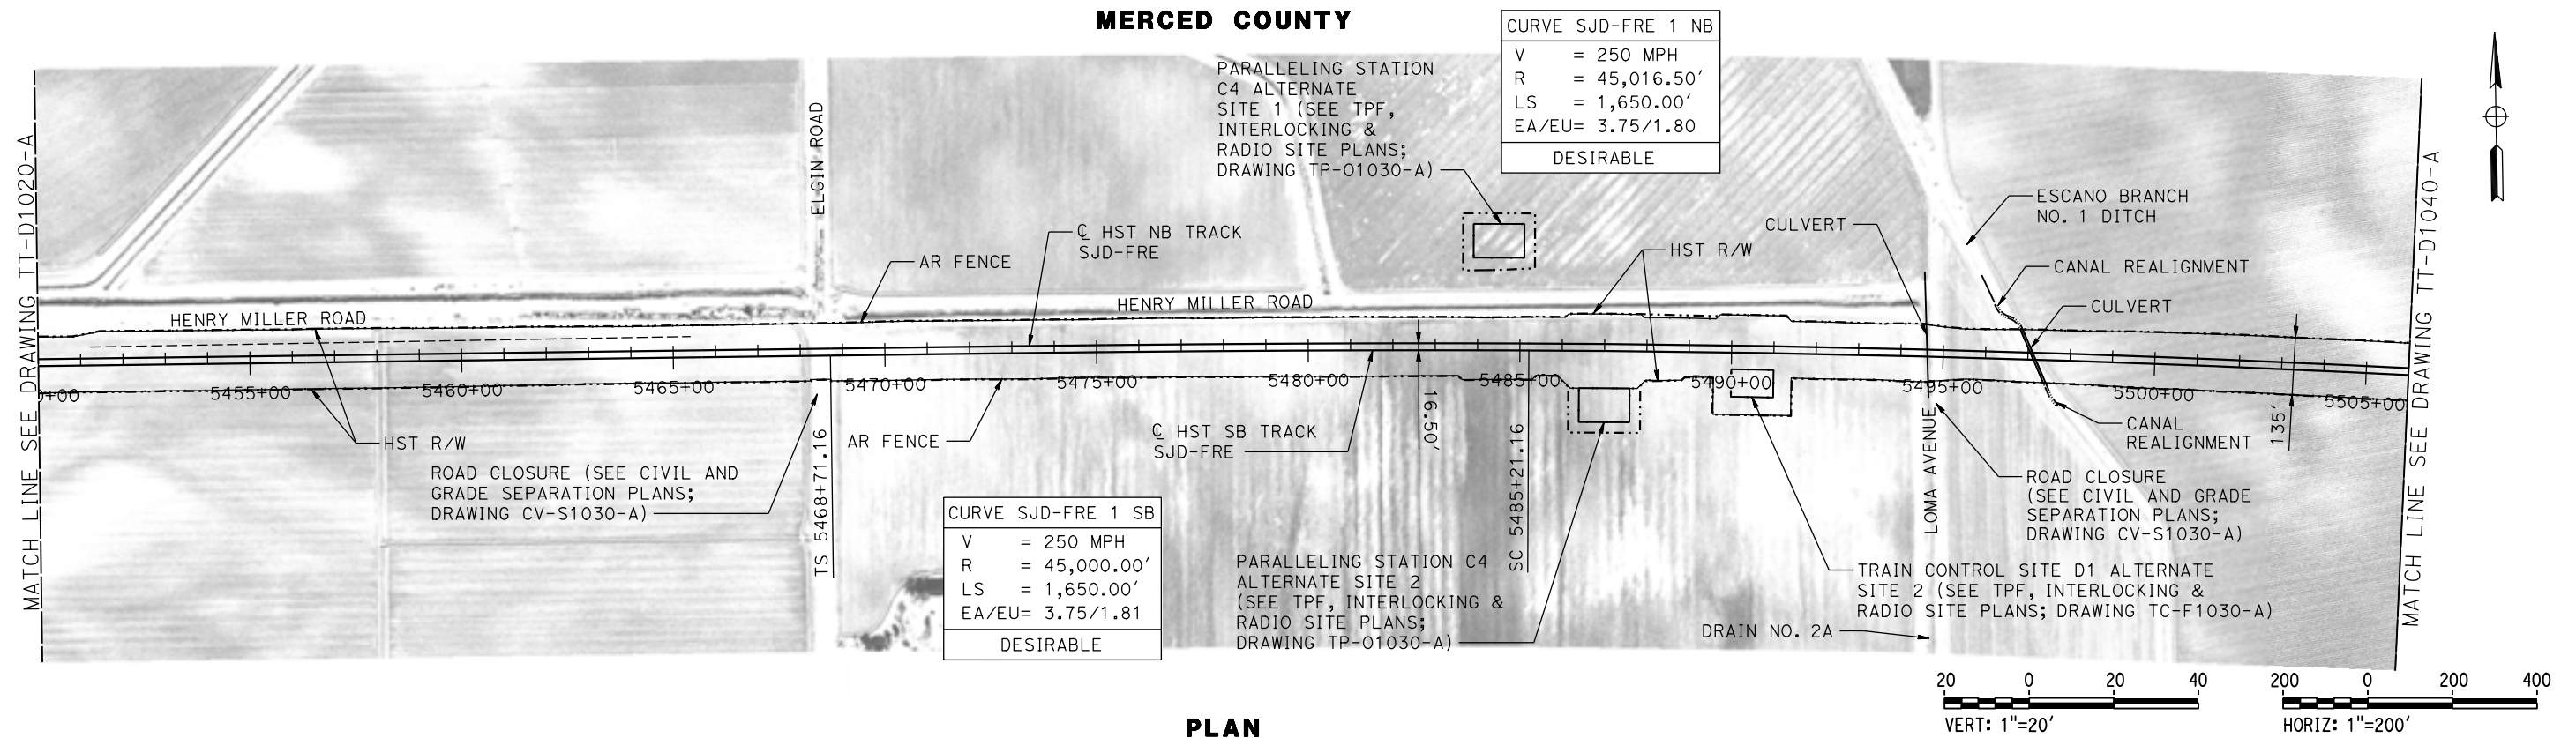 MERCED COUNTY
CURVE SJD-FRE 1 NB
V = 250 MPH
R = 45,016.50'
LS = 1,650.00'
EA/EU= 3.75/1.80
DESIRABLE
PARALLELING STATION
C4 ALTERNATE
SITE 1 (SEE TPF,
INTERLOCKING &
RADIO SITE PLANS;
DRAWING TP-O1030-A)
MATCH LINE SEE DRAWING TT-D1020-A
ELGIN ROAD
MATCH LINE SEE DRAWING TT-D1040-A
ESCANO BRANCH
NO. 1 DITCH
CULVERT
℄ HST NB TRACK
SJD-FRE
HST R/W
AR FENCE
CANAL REALIGNMENT
CULVERT
HENRY MILLER ROAD
HENRY MILLER ROAD
0+00
5455+00
5460+00
5465+00
5470+00
5475+00
5480+00
5485+00
5490+00
5495+00
5500+00
5505+00
16.50'
135'
HST R/W
AR FENCE
℄ HST SB TRACK
SJD-FRE
CANAL
REALIGNMENT
ROAD CLOSURE (SEE CIVIL AND
GRADE SEPARATION PLANS;
DRAWING CV-S1030-A)
TS 5468+71.16
SC 5485+21.16
LOMA AVENUE
ROAD CLOSURE
(SEE CIVIL AND GRADE
SEPARATION PLANS;
DRAWING CV-S1030-A)
CURVE SJD-FRE 1 SB
V = 250 MPH
R = 45,000.00'
LS = 1,650.00'
EA/EU= 3.75/1.81
DESIRABLE
PARALLELING STATION C4
ALTERNATE SITE 2
(SEE TPF, INTERLOCKING &
RADIO SITE PLANS;
DRAWING TP-O1030-A)
TRAIN CONTROL SITE D1 ALTERNATE
SITE 2 (SEE TPF, INTERLOCKING &
RADIO SITE PLANS; DRAWING TC-F1030-A)
DRAIN NO. 2A
20 0 20 40
VERT: 1"=20'
200 0 200 400
HORIZ: 1"=200'
PLAN